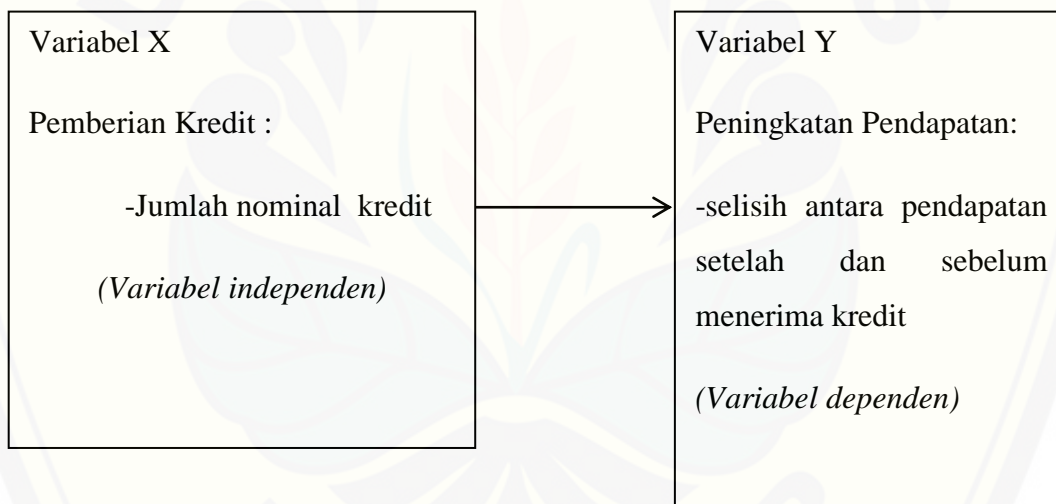 Variabel X
Pemberian Kredit :
-Jumlah nominal kredit
(Variabel independen)
Variabel Y
Peningkatan Pendapatan:
-selisih antara pendapatan
setelah dan sebelum
menerima kredit
(Variabel dependen)